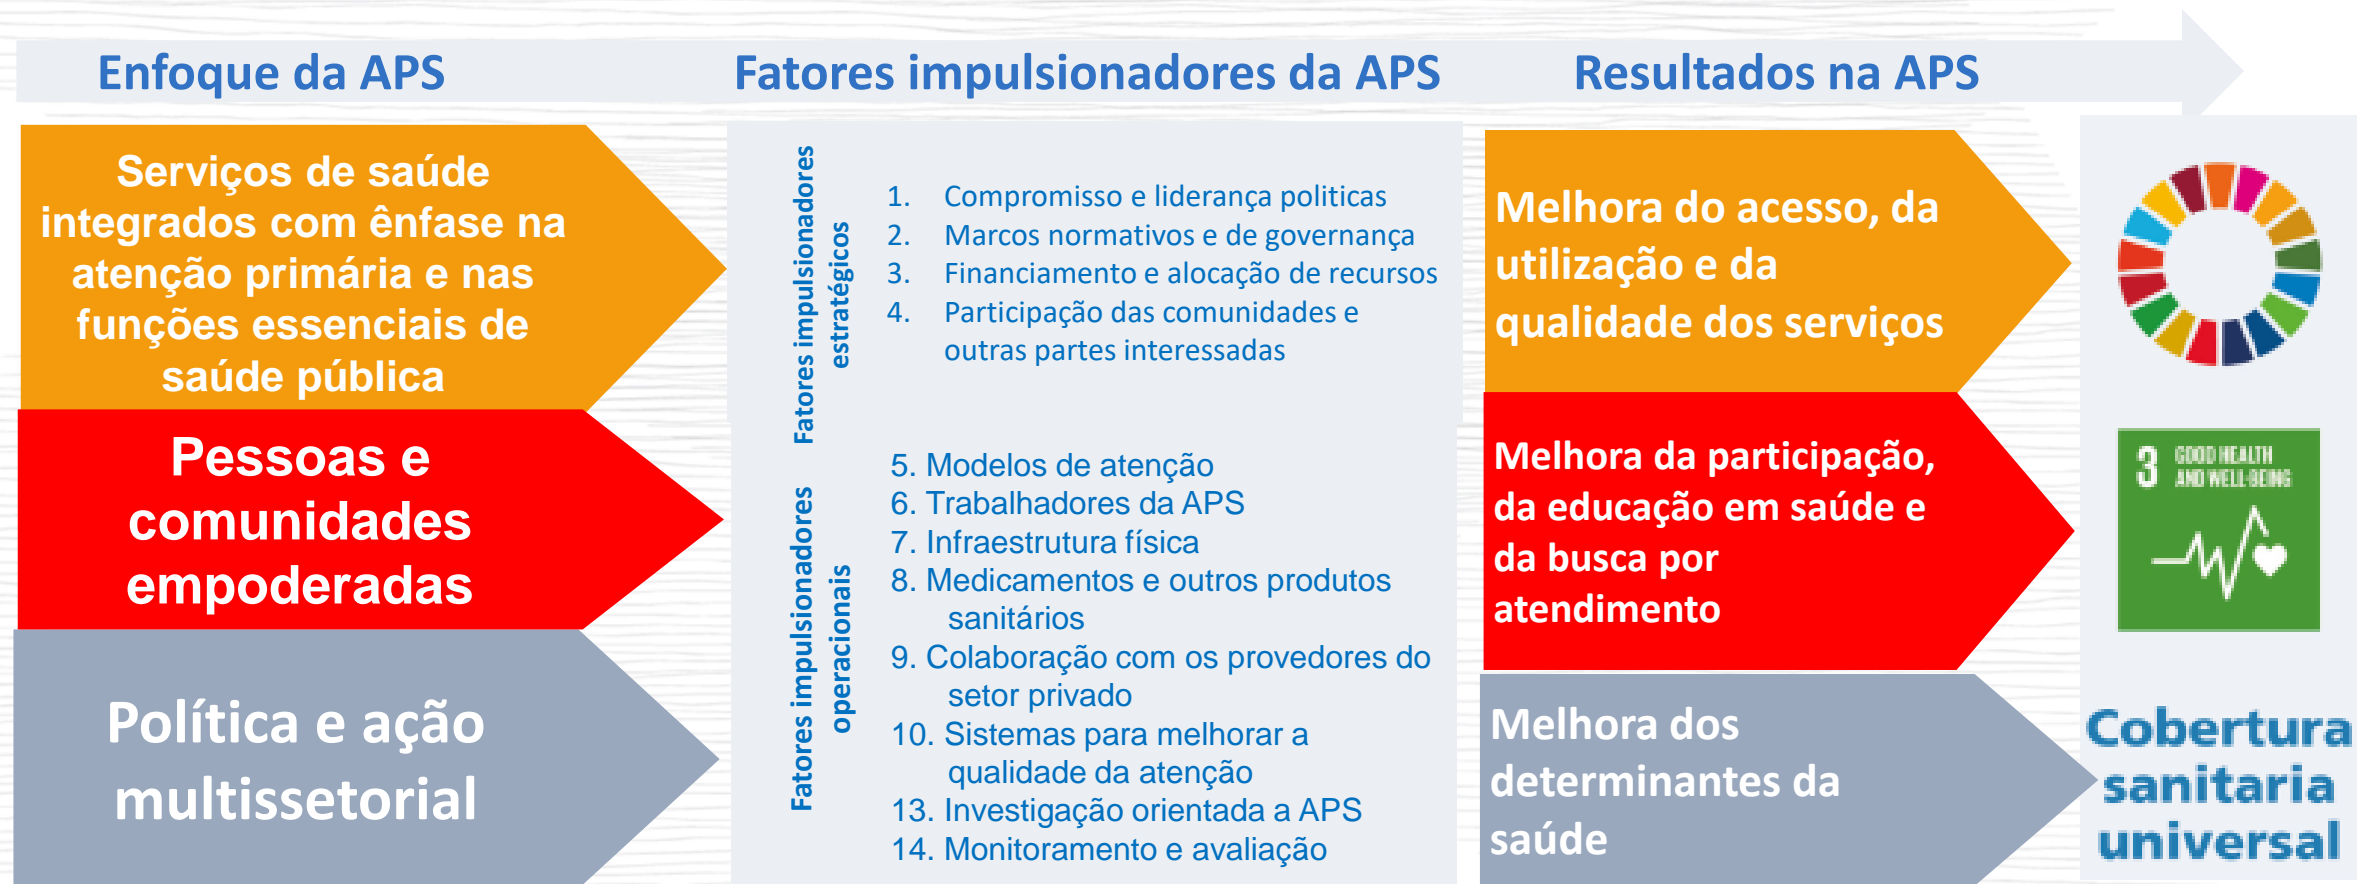 Enfoque da APS
Fatores impulsionadores da APS
Resultados na APS
Serviços de saúde
integrados com ênfase na
atenção primária e nas
funções essenciais de
saúde pública
Pessoas e
comunidades
empoderadas
Política e ação
multissetorial
Fatores impulsionadores
estratégicos
1. Compromisso e liderança politicas
2. Marcos normativos e de governança
3. Financiamento e alocação de recursos
4. Participação das comunidades e
outras partes interessadas
Fatores impulsionadores
operacionais
5. Modelos de atenção
6. Trabalhadores da APS
7. Infraestrutura física
8. Medicamentos e outros produtos
sanitários
9. Colaboração com os provedores do
setor privado
10. Sistemas para melhorar a
qualidade da atenção
13. Investigação orientada a APS
14. Monitoramento e avaliação
Melhora do acesso, da
utilização e da
qualidade dos serviços
Melhora da participação,
da educação em saúde e
da busca por
atendimento
Melhora dos
determinantes da
saúde
3 GOOD HEALTH
AND WELL-BEING
Cobertura
sanitaria
universal